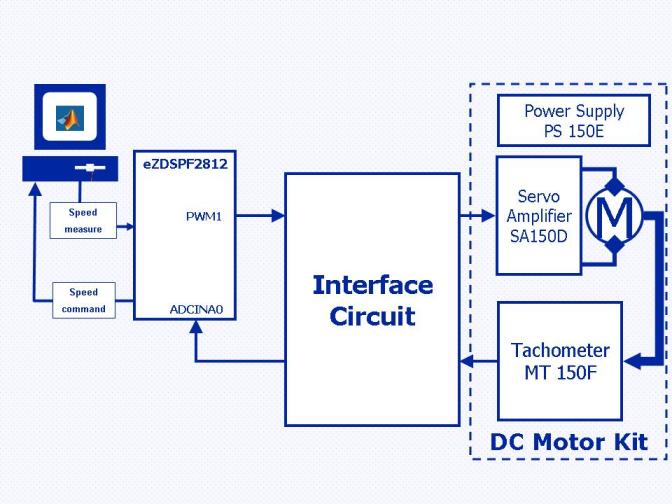 Power Supply
PS 150E
eZDSPF2812
Speed
measure
PWM1
Servo
Amplifier
SA150D
M
Interface
Circuit
Speed
command
ADCINA0
Tachometer
MT 150F
DC Motor Kit